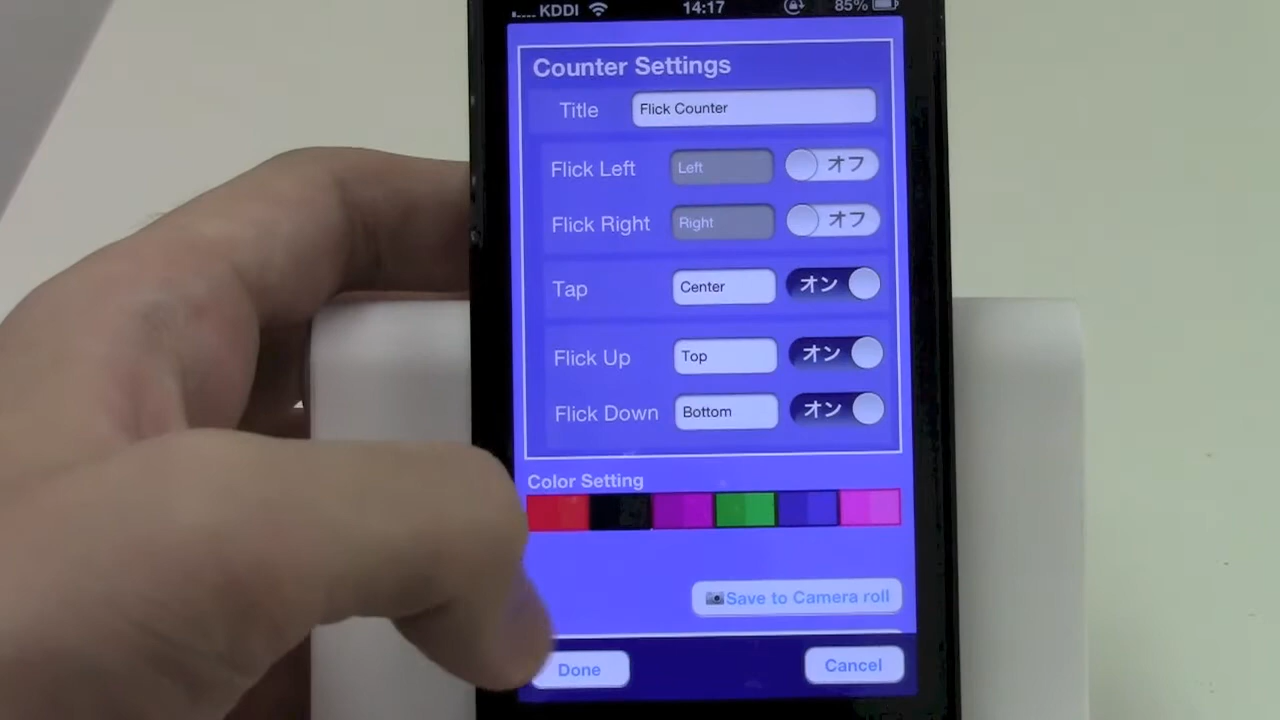 KDDI 14:17 85%
Counter Settings
Title Flick Counter
Flick Left Left オフ
Flick Right Right オフ
Tap Center オン
Flick Up Top オン
Flick Down Bottom オン
Color Setting
Save to Camera roll
Done Cancel